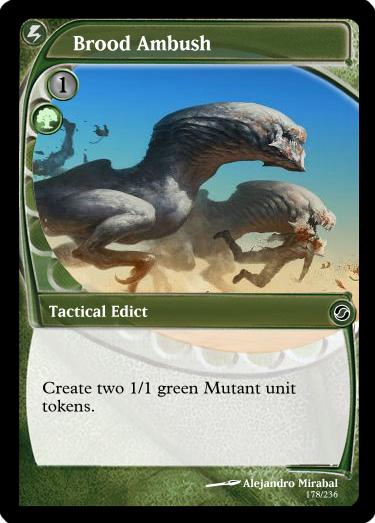 Brood Ambush
1
Tactical Edict
Create two 1/1 green Mutant unit
tokens.
Alejandro Mirabal
178/236